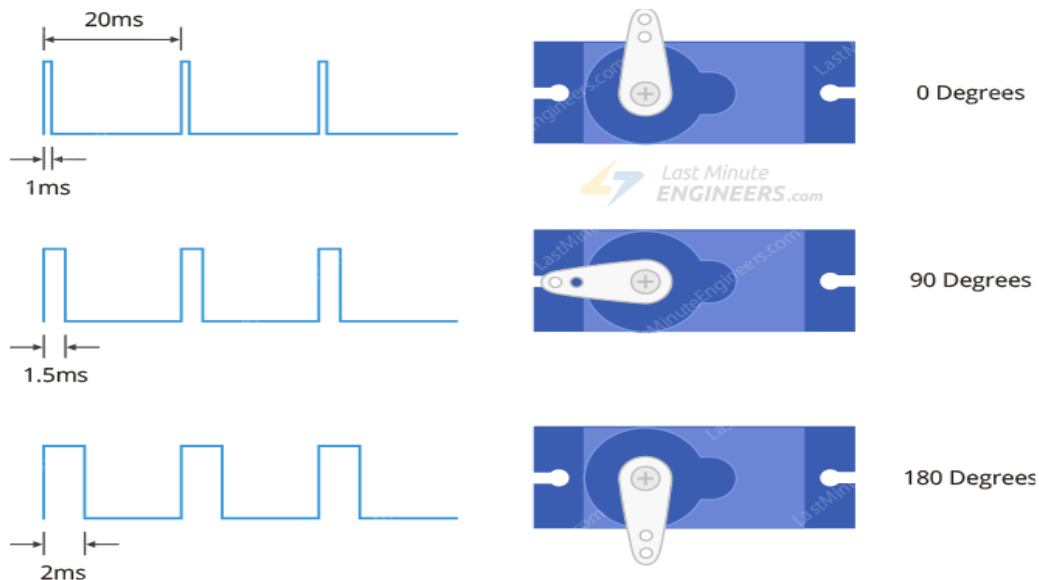 20ms
1ms
0 Degrees
Last Minute
ENGINEERS.com
1.5ms
90 Degrees
2ms
180 Degrees